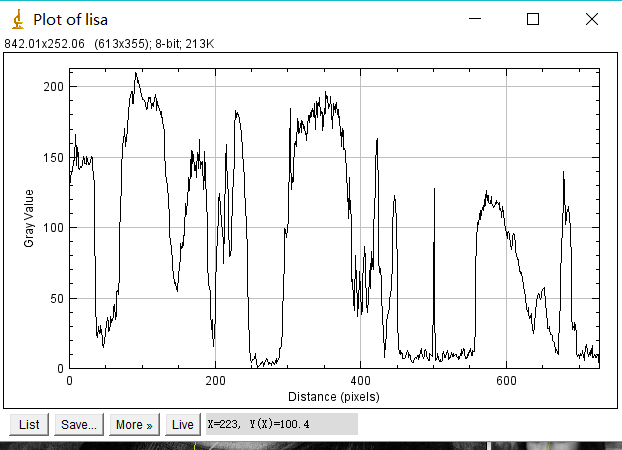 Plot of lisa
842.01x252.06 (613x355); 8-bit; 213K
200
150
100
50
0
Gray Value
0 200 400 600
Distance (pixels)
List Save... More » Live X=223, Y(X)=100.4